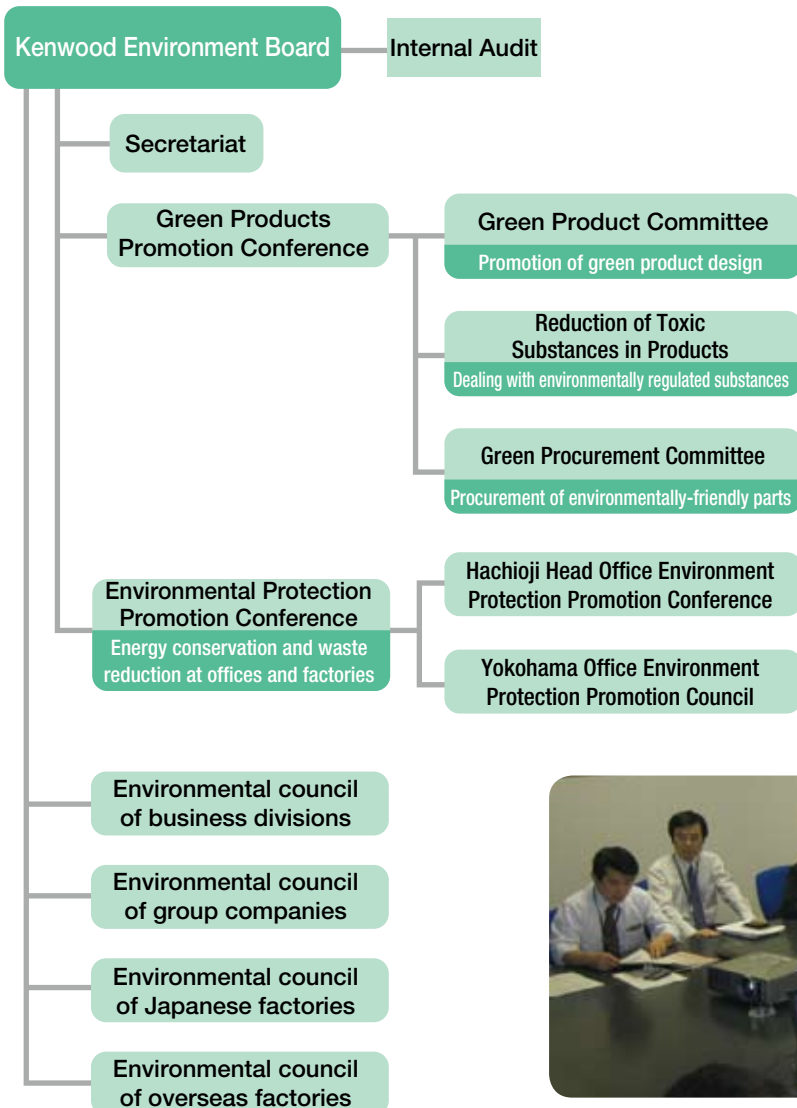 Kenwood Environment Board
Internal Audit
Secretariat
Green Products
Promotion Conference
Green Product Committee
Promotion of green product design
Reduction of Toxic
Substances in Products
Dealing with environmentally regulated substances
Green Procurement Committee
Procurement of environmentally-friendly parts
Environmental Protection
Promotion Conference
Energy conservation and waste
reduction at offices and factories
Hachioji Head Office Environment
Protection Promotion Conference
Yokohama Office Environment
Protection Promotion Council
Environmental council
of business divisions
Environmental council
of group companies
Environmental council
of Japanese factories
Environmental council
of overseas factories